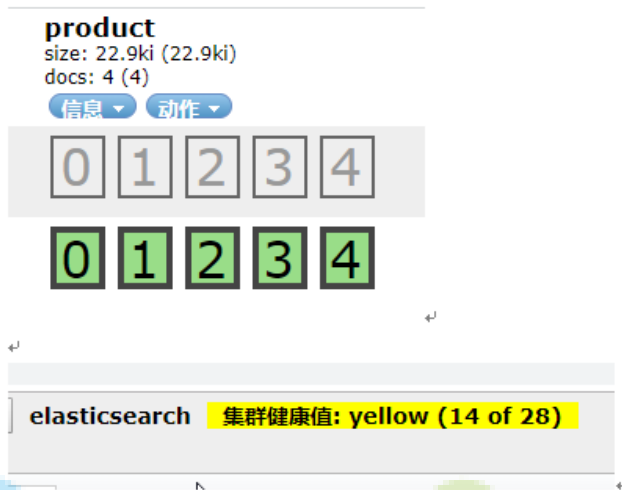 product
size: 22.9ki (22.9ki)
docs: 4 (4)
信息 动作
0 1 2 3 4
0 1 2 3 4
elasticsearch 集群健康值: yellow (14 of 28)